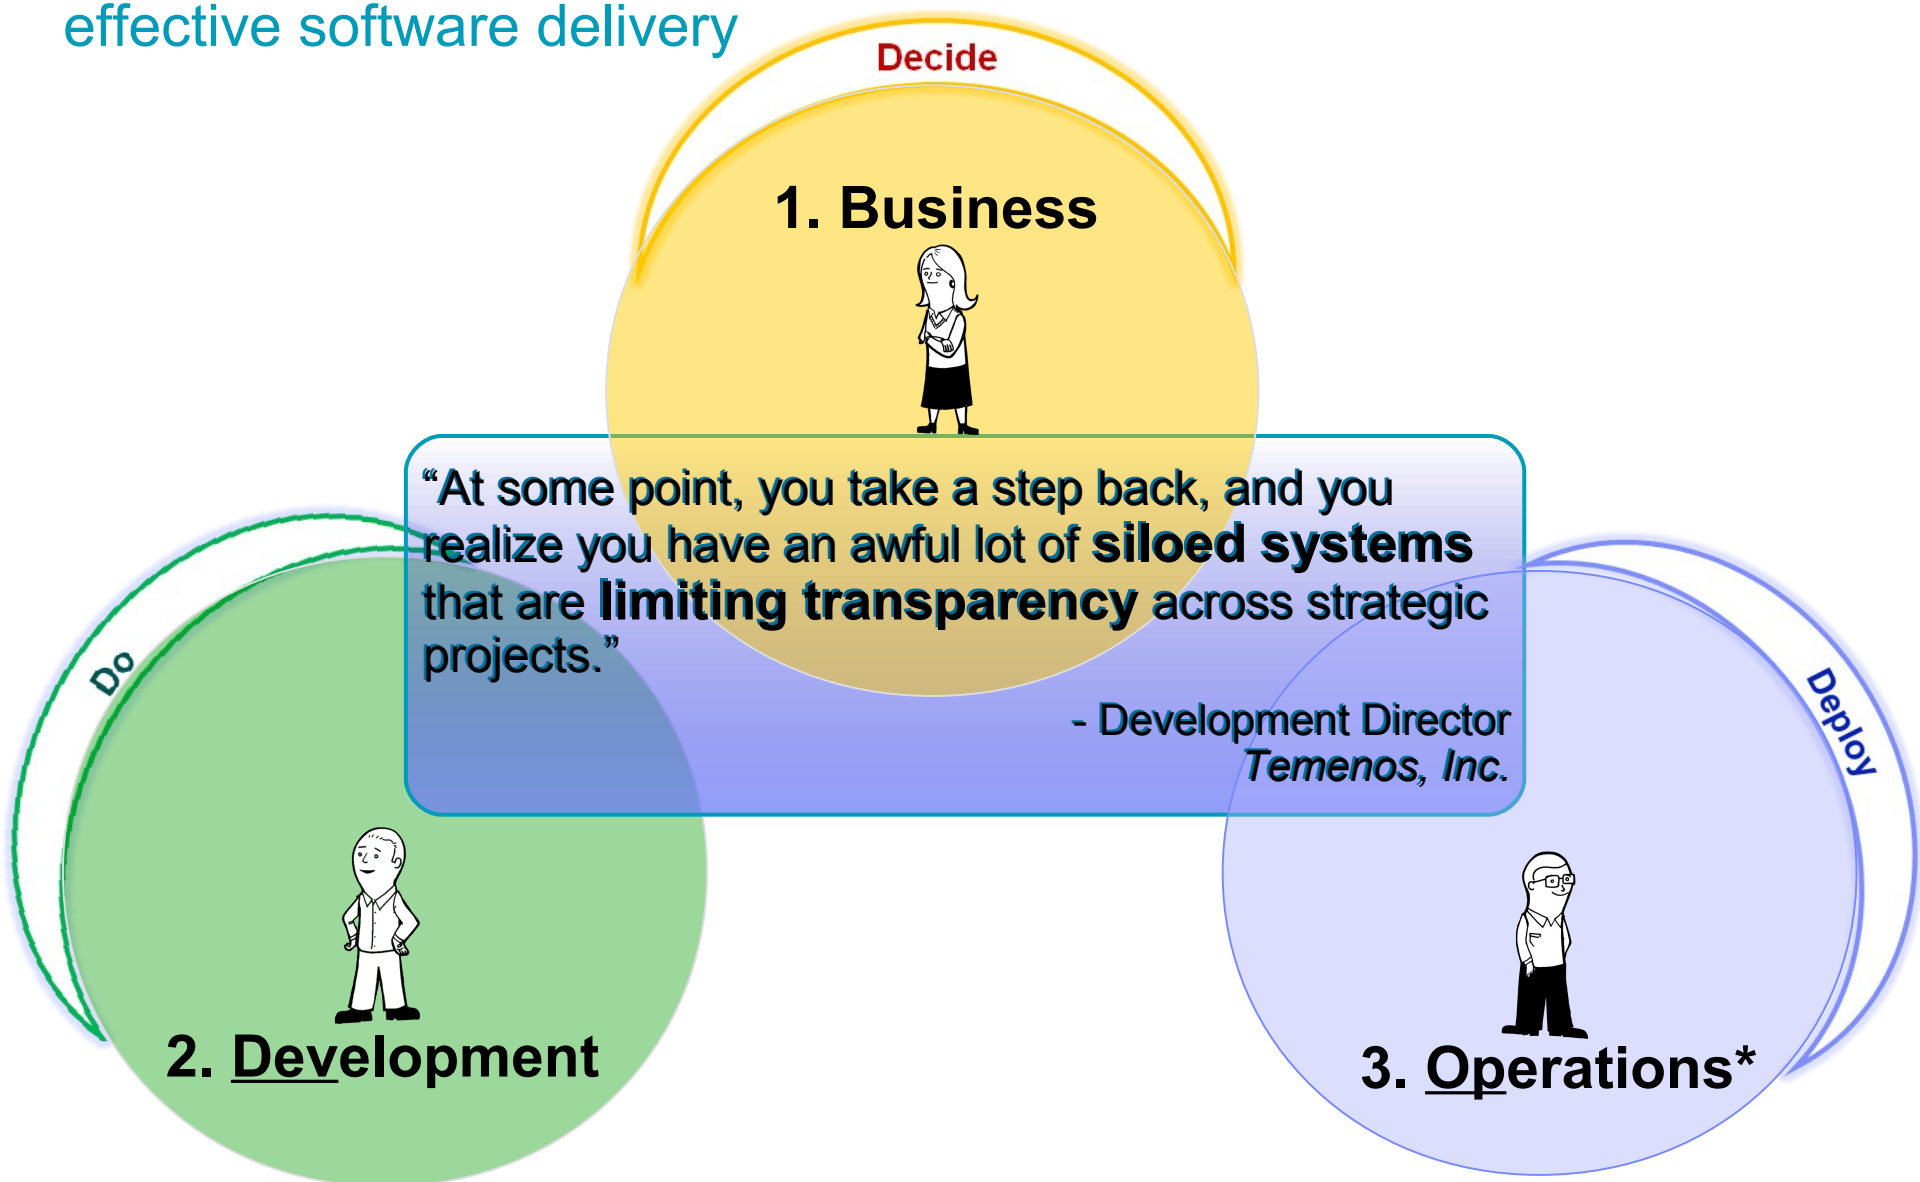 effective software delivery
Decide
1. Business
“At some point, you take a step back, and you
realize you have an awful lot of siloed systems
that are limiting transparency across strategic
projects.”
- Development Director
Temenos, Inc.
Do
Deploy
2. Development
3. Operations*